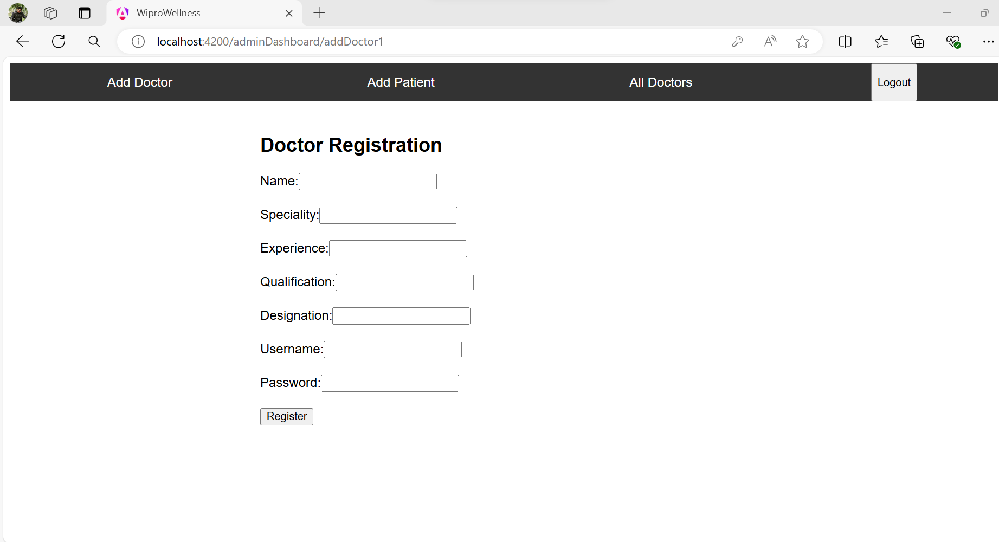 WiproWellness
localhost:4200/adminDashboard/addDoctor1
Add Doctor Add Patient All Doctors Logout
Doctor Registration
Name:
Speciality:
Experience:
Qualification:
Designation:
Username:
Password:
Register